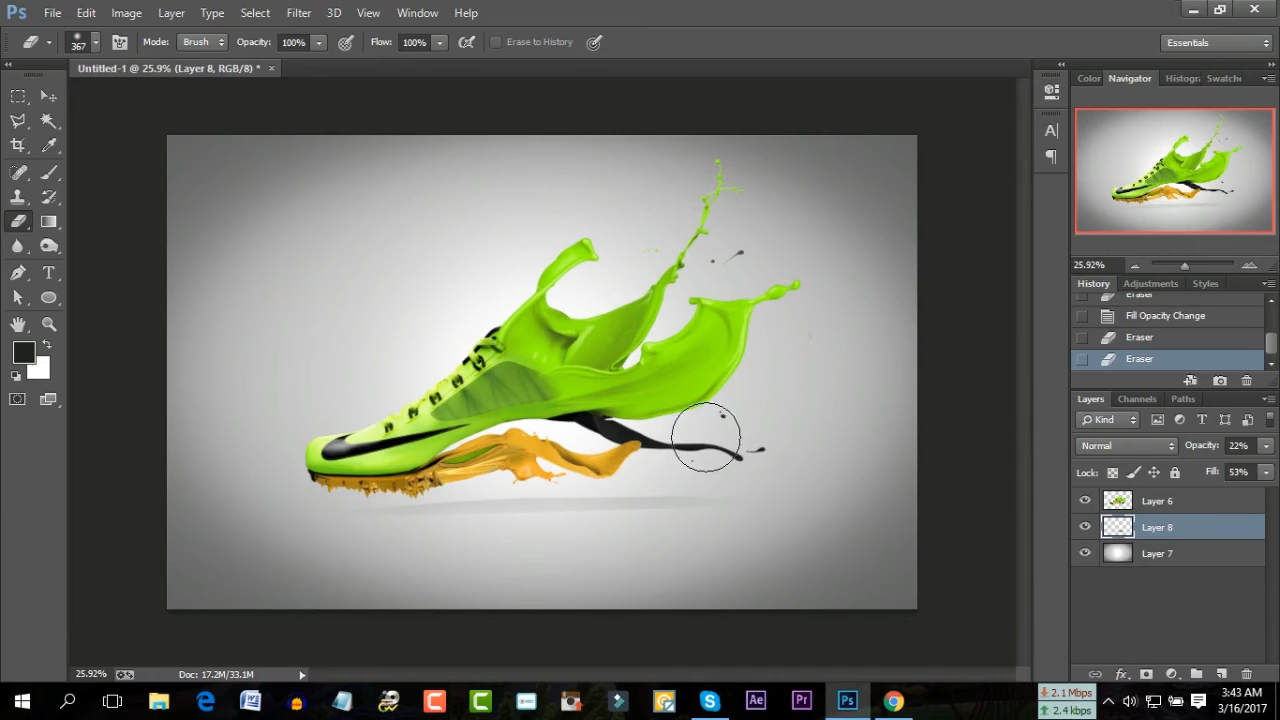 Ps File Edit Image Layer Type Select Filter 3D View Window Help
367 Mode: Brush Opacity: 100% Flow: 100% Erase to History Essentials
Untitled-1 @ 25.9% (Layer 8, RGB/8) * ×
Color Navigator Histogr Swatche
25.92%
History Adjustments Styles
Eraser
Fill Opacity Change
Eraser
Eraser
Layers Channels Paths
Kind
Normal Opacity: 22%
Lock: Fill: 53%
Layer 6
Layer 8
Layer 7
25.92% Doc: 17.2M/33.1M
Ae Pr Ps
2.1 Mbps
2.4 kbps
3:43 AM
3/16/2017